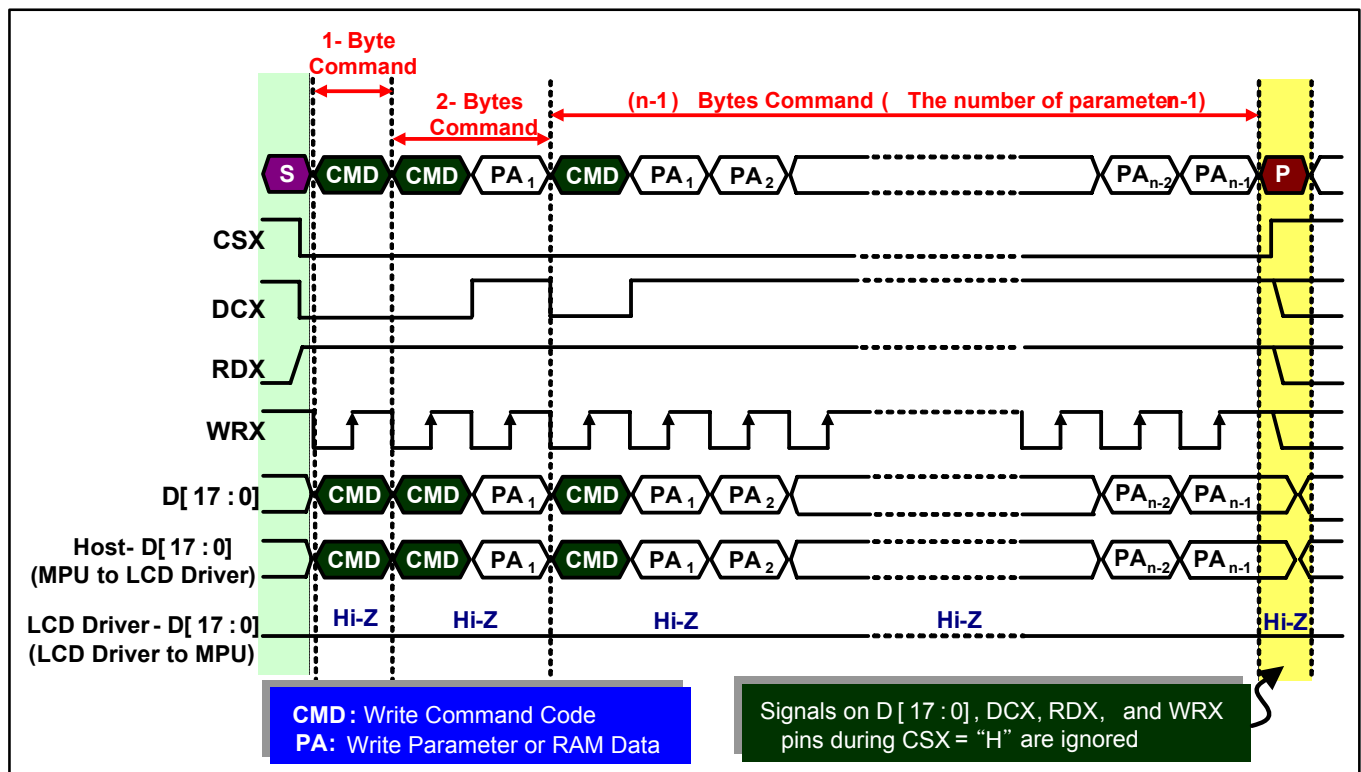 1- Byte
Command
2- Bytes
Command
(n-1) Bytes Command ( The number of parametern-1)
S CMD CMD PA1 CMD PA1 PA2 PAn-2 PAn-1 P
CSX
DCX
RDX
WRX
D[ 17 : 0] CMD CMD PA1 CMD PA1 PA2 PAn-2 PAn-1
Host- D[ 17 : 0]
(MPU to LCD Driver)
CMD CMD PA1 CMD PA1 PA2 PAn-2 PAn-1
Hi-Z Hi-Z Hi-Z Hi-Z Hi-Z
LCD Driver - D[ 17 : 0]
(LCD Driver to MPU)
CMD : Write Command Code
PA: Write Parameter or RAM Data
Signals on D [ 17 : 0] , DCX, RDX, and WRX
pins during CSX = “H” are ignored